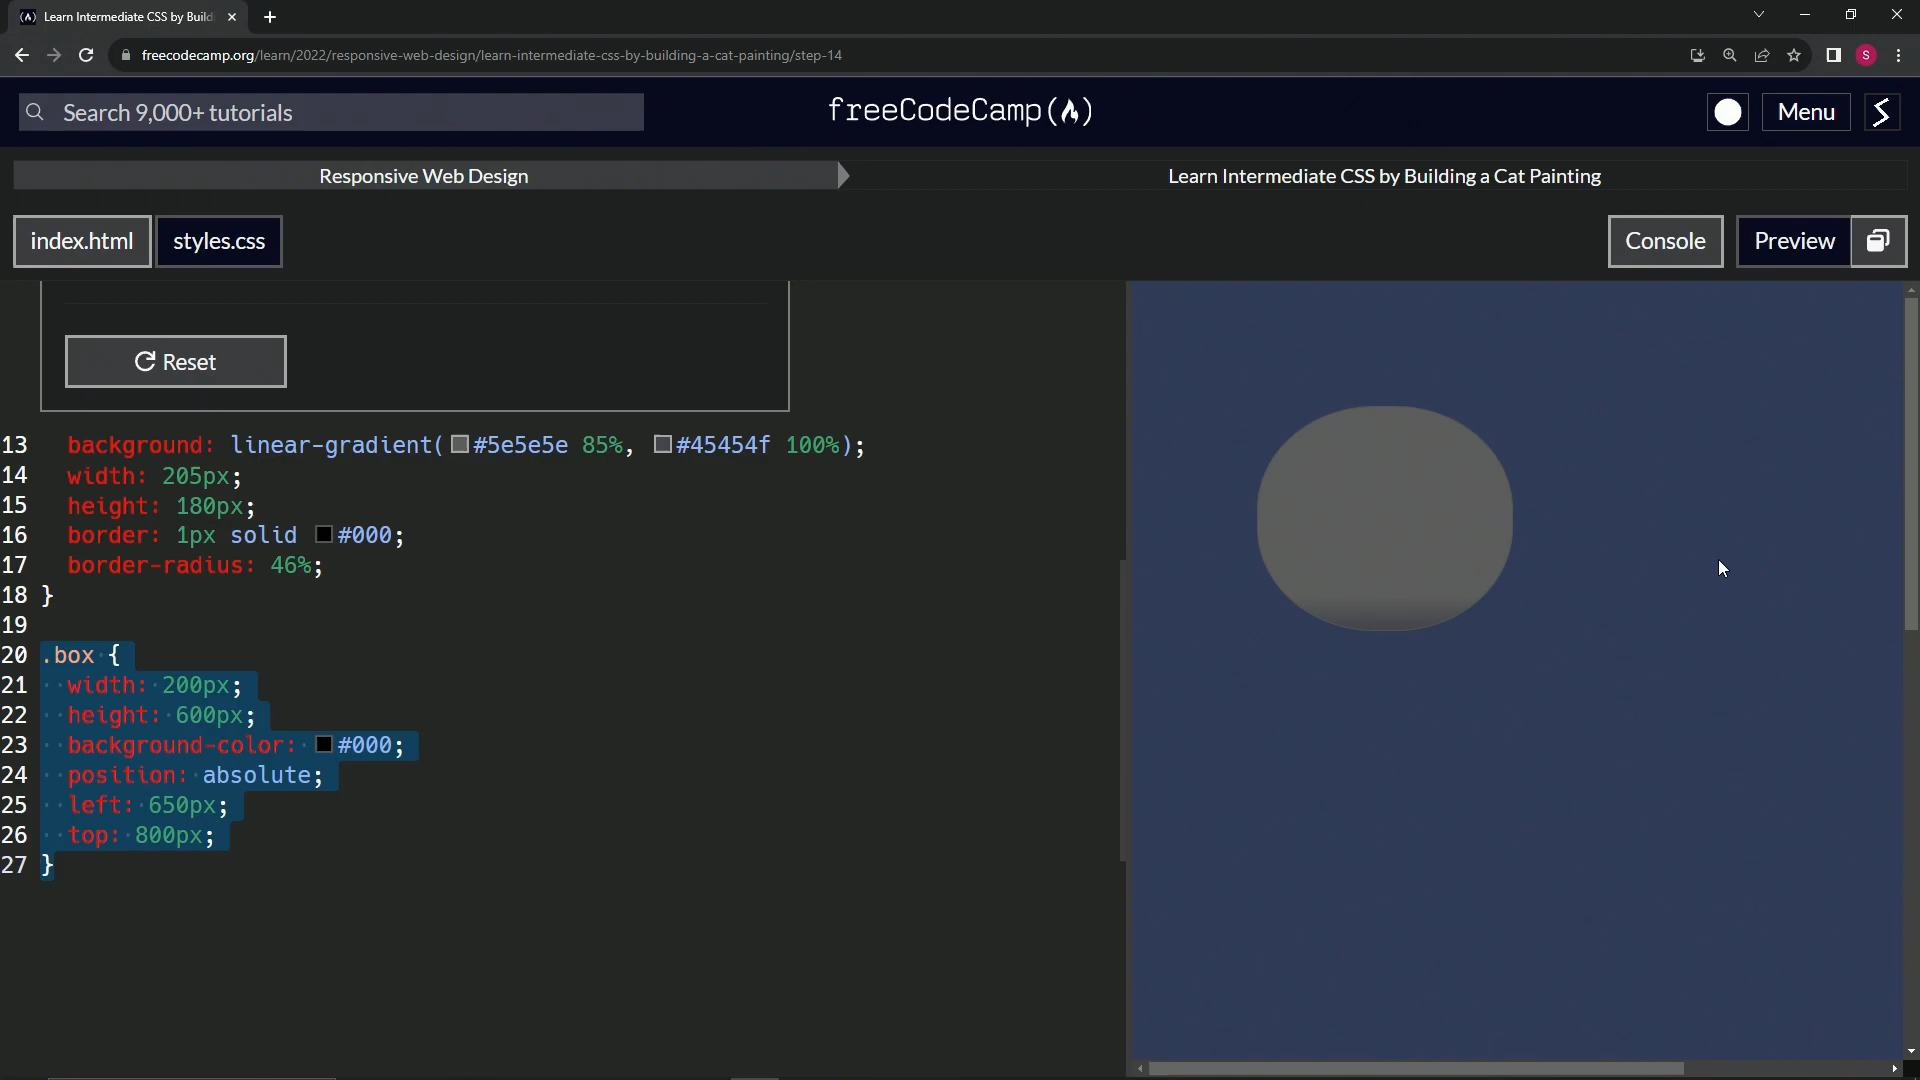 Learn Intermediate CSS by Build
freecodecamp.org/learn/2022/responsive-web-design/learn-intermediate-css-by-building-a-cat-painting/step-14
S
Search 9,000+ tutorials
freeCodeCamp
Menu
Responsive Web Design
Learn Intermediate CSS by Building a Cat Painting
index.html
styles.css
Console
Preview
Reset
13 background: linear-gradient(#5e5e5e 85%, #45454f 100%);
14 width: 205px;
15 height: 180px;
16 border: 1px solid #000;
17 border-radius: 46%;
18 }
19
20 .box {
21 width: 200px;
22 height: 600px;
23 background-color: #000;
24 position: absolute;
25 left: 650px;
26 top: 800px;
27 }